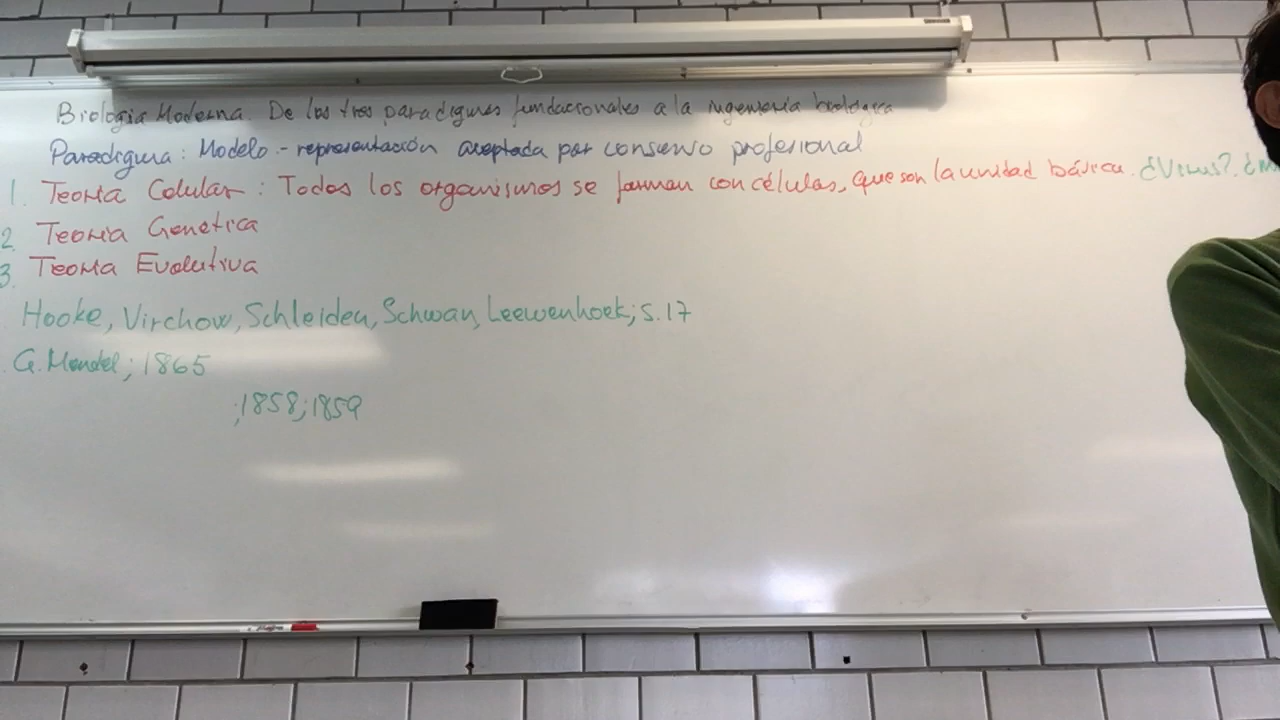 Biología Moderna. De los tres paradigmas fundacionales a la ingeniería biológica
Paradigma: Modelo - representación aceptada por consenso profesional
1. Teoría Celular: Todos los organismos se forman con células, que son la unidad básica. ¿Virus?. ¿
2. Teoría Genética
3. Teoría Evolutiva
Hooke, Virchow, Schleiden, Schwan, Leewenhoek; S.17
G. Mendel; 1865
;1858;1859